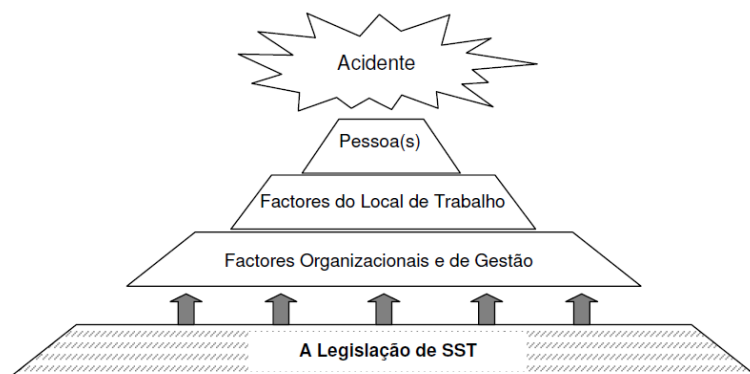 Acidente
Pessoa(s)
Factores do Local de Trabalho
Factores Organizacionais e de Gestão
A Legislação de SST